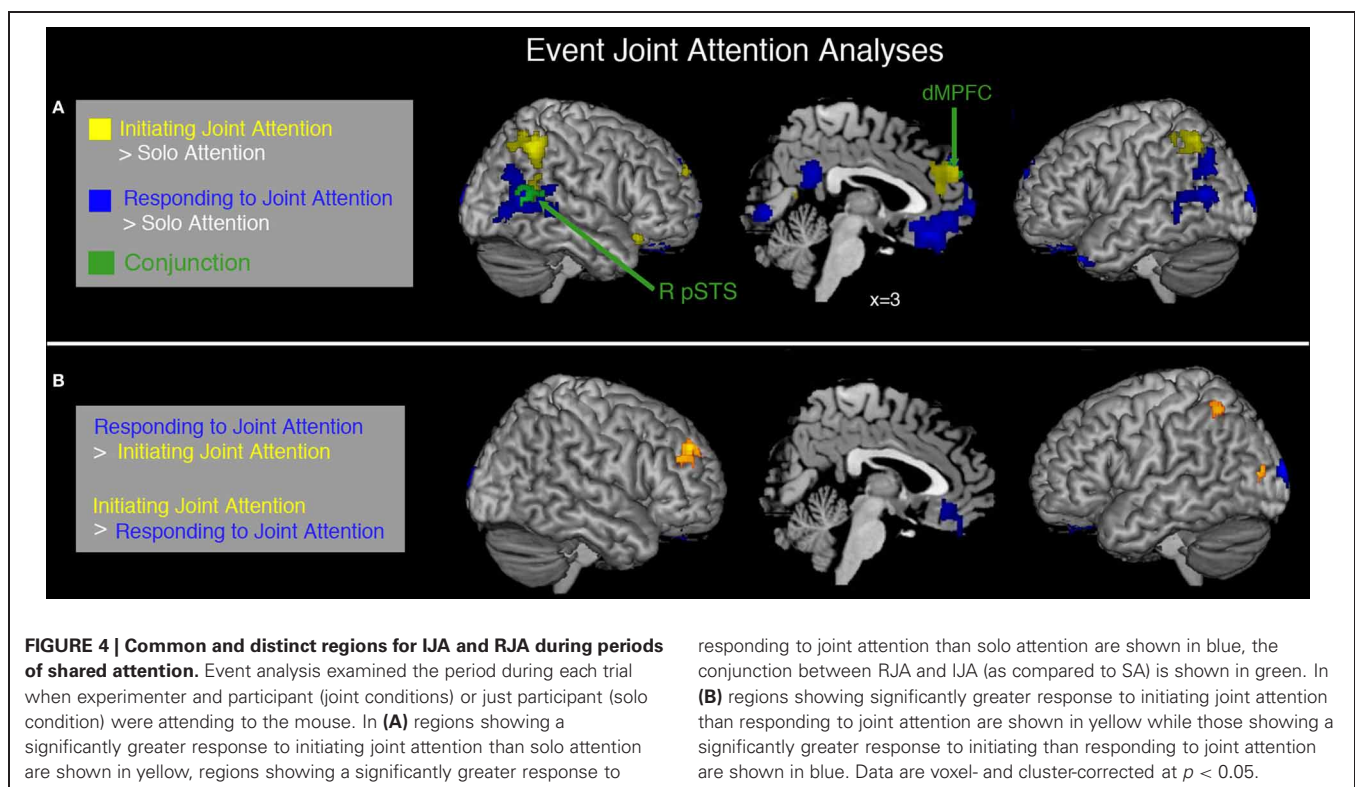 Event Joint Attention Analyses
A
Initiating Joint Attention
> Solo Attention
Responding to Joint Attention
> Solo Attention
Conjunction
R pSTS
dMPFC
x=3
B
Responding to Joint Attention
> Initiating Joint Attention
Initiating Joint Attention
> Responding to Joint Attention
FIGURE 4 | Common and distinct regions for IJA and RJA during periods
of shared attention. Event analysis examined the period during each trial
when experimenter and participant (joint conditions) or just participant (solo
condition) were attending to the mouse. In (A) regions showing a
significantly greater response to initiating joint attention than solo attention
are shown in yellow, regions showing a significantly greater response to
responding to joint attention than solo attention are shown in blue, the
conjunction between RJA and IJA (as compared to SA) is shown in green. In
(B) regions showing significantly greater response to initiating joint attention
than responding to joint attention are shown in yellow while those showing a
significantly greater response to initiating than responding to joint attention
are shown in blue. Data are voxel- and cluster-corrected at p < 0.05.